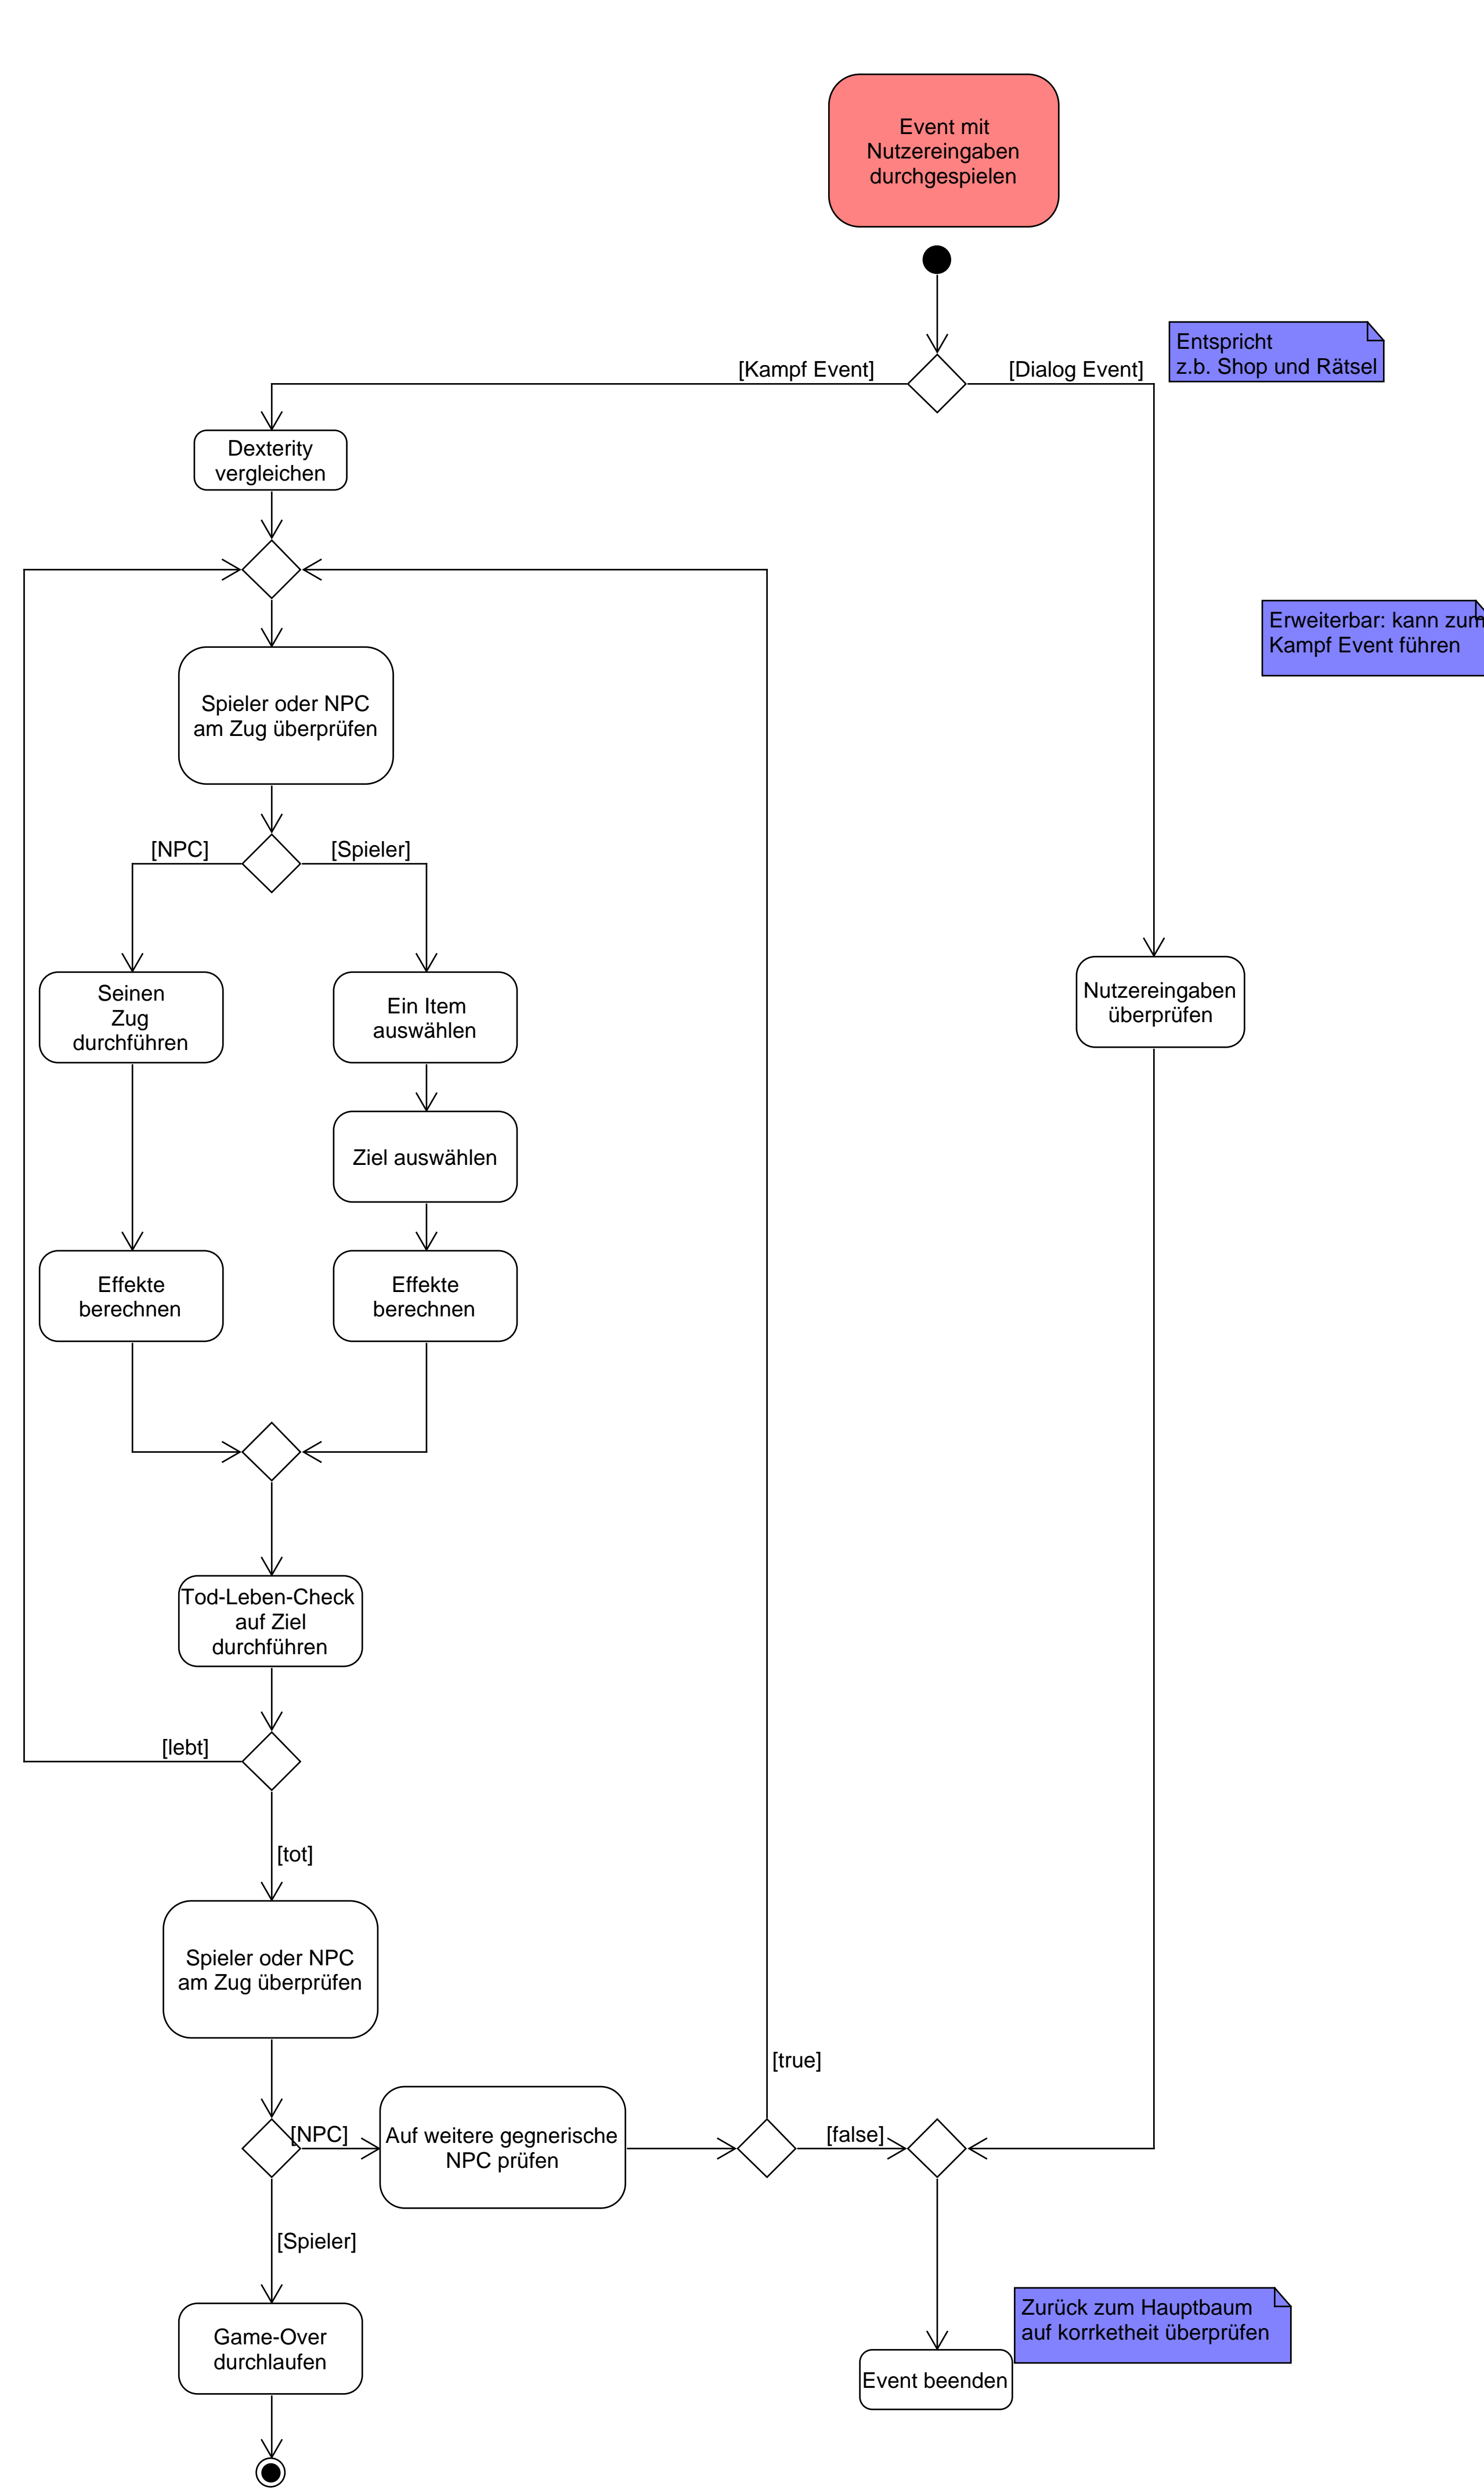 Event mit
Nutzereingaben
durchgespielen
[Kampf Event]
[Dialog Event]
Entspricht
z.b. Shop und Rätsel
Dexterity
vergleichen
Erweiterbar: kann zum
Kampf Event führen
Spieler oder NPC
am Zug überprüfen
[NPC]
[Spieler]
Seinen
Zug
durchführen
Ein Item
auswählen
Nutzereingaben
überprüfen
Ziel auswählen
Effekte
berechnen
Effekte
berechnen
Tod-Leben-Check
auf Ziel
durchführen
[lebt]
[tot]
Spieler oder NPC
am Zug überprüfen
[true]
[NPC]
Auf weitere gegnerische
NPC prüfen
[false]
[Spieler]
Game-Over
durchlaufen
Zurück zum Hauptbaum
auf korrketheit überprüfen
Event beenden